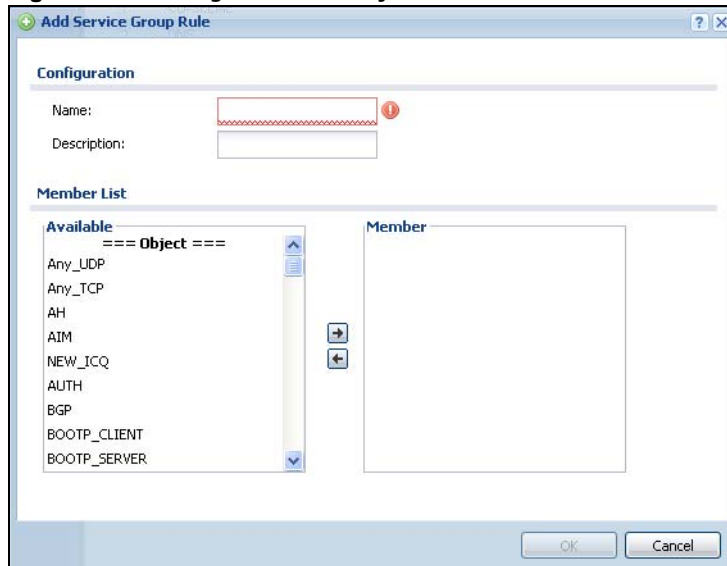 Add Service Group Rule
Configuration
Name:
Description:
Member List
Available
Member
=== Object ===
Any_UDP
Any_TCP
AH
AIM
NEW_ICQ
AUTH
BGP
BOOTP_CLIENT
BOOTP_SERVER
OK
Cancel